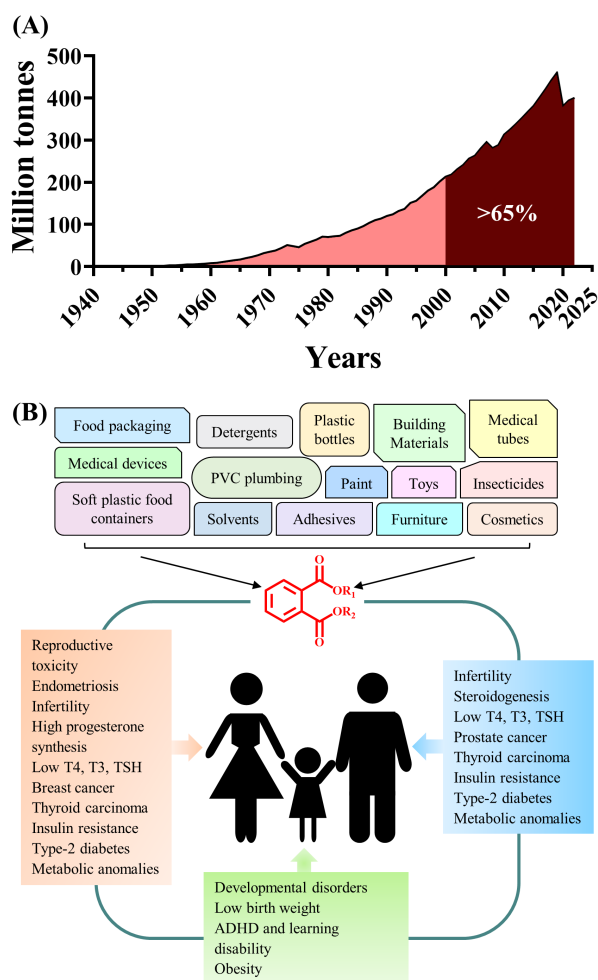 (A)
Million tonnes
500
400
300
200
100
0
>65%
1940
1950
1960
1970
1980
1990
2000
2010
2020
2025
Years
(B)
Food packaging
Detergents
Plastic
bottles
Building
Materials
Medical
tubes
Medical devices
PVC plumbing
Paint
Toys
Insecticides
Soft plastic food
containers
Solvents
Adhesives
Furniture
Cosmetics
O
OR1
OR2
O
Reproductive
toxicity
Endometriosis
Infertility
High progesterone
synthesis
Low T4, T3, TSH
Breast cancer
Thyroid carcinoma
Insulin resistance
Type-2 diabetes
Metabolic anomalies
Infertility
Steroidogenesis
Low T4, T3, TSH
Prostate cancer
Thyroid carcinoma
Insulin resistance
Type-2 diabetes
Metabolic anomalies
Developmental disorders
Low birth weight
ADHD and learning
disability
Obesity